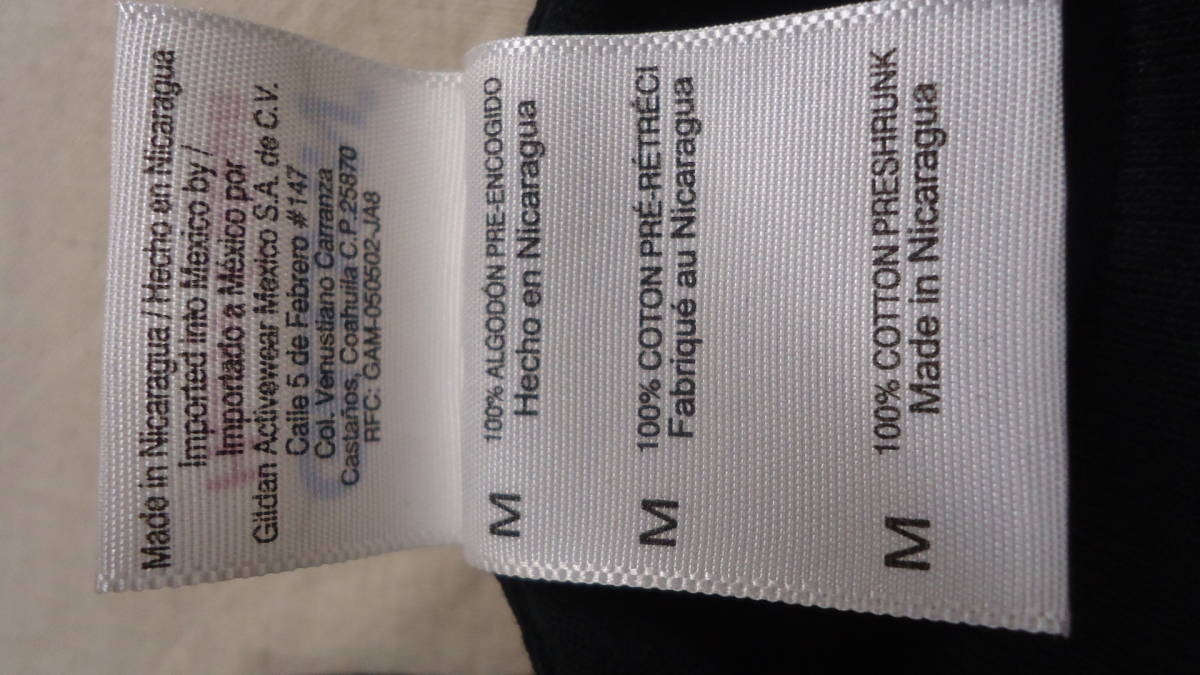 Made in Nicaragua / Hecho en Nicaragua
Imported into Mexico by /
Importado a México por
Gildan Activewear Mexico S.A. de C.V.
Calle 5 de Febrero #147
Col. Venustiano Carranza
Castaños, Coahuila C.P.25870
RFC: GAM-050502-JA8
M
100% ALGODÓN PRE-ENCOGIDO
Hecho en Nicaragua
M
100% COTON PRÉ-RÉTRÉCI
Fabriqué au Nicaragua
M
100% COTTON PRESHRUNK
Made in Nicaragua